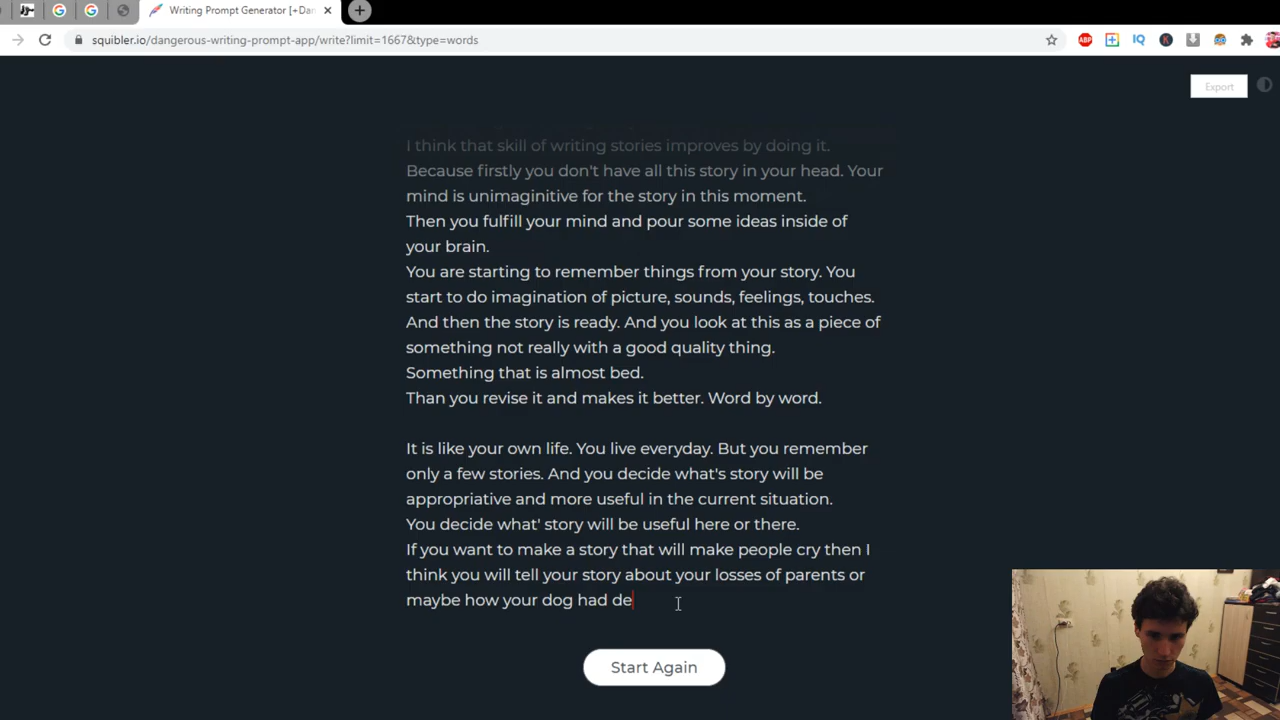 Writing Prompt Generator [+Dan
squibler.io/dangerous-writing-prompt-app/write?limit=1667&type=words
ABP
IQ
K
Export
I think that skill of writing stories improves by doing it.
Because firstly you don't have all this story in your head. Your
mind is unimaginitive for the story in this moment.
Then you fulfill your mind and pour some ideas inside of
your brain.
You are starting to remember things from your story. You
start to do imagination of picture, sounds, feelings, touches.
And then the story is ready. And you look at this as a piece of
something not really with a good quality thing.
Something that is almost bed.
Than you revise it and makes it better. Word by word.
It is like your own life. You live everyday. But you remember
only a few stories. And you decide what's story will be
appropriative and more useful in the current situation.
You decide what' story will be useful here or there.
If you want to make a story that will make people cry then I
think you will tell your story about your losses of parents or
maybe how your dog had de
Start Again